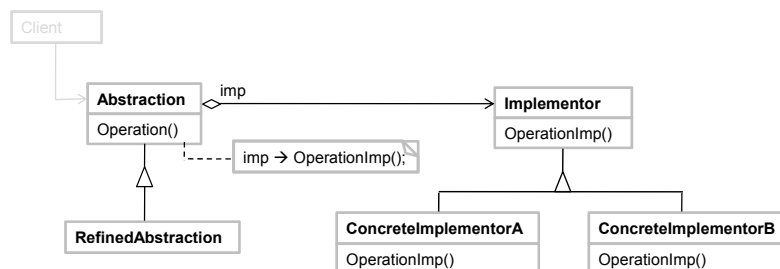 Client
imp
Abstraction
Implementor
Operation()
OperationImp()
imp → OperationImp();
RefinedAbstraction
ConcreteImplementorA
ConcreteImplementorB
OperationImp()
OperationImp()